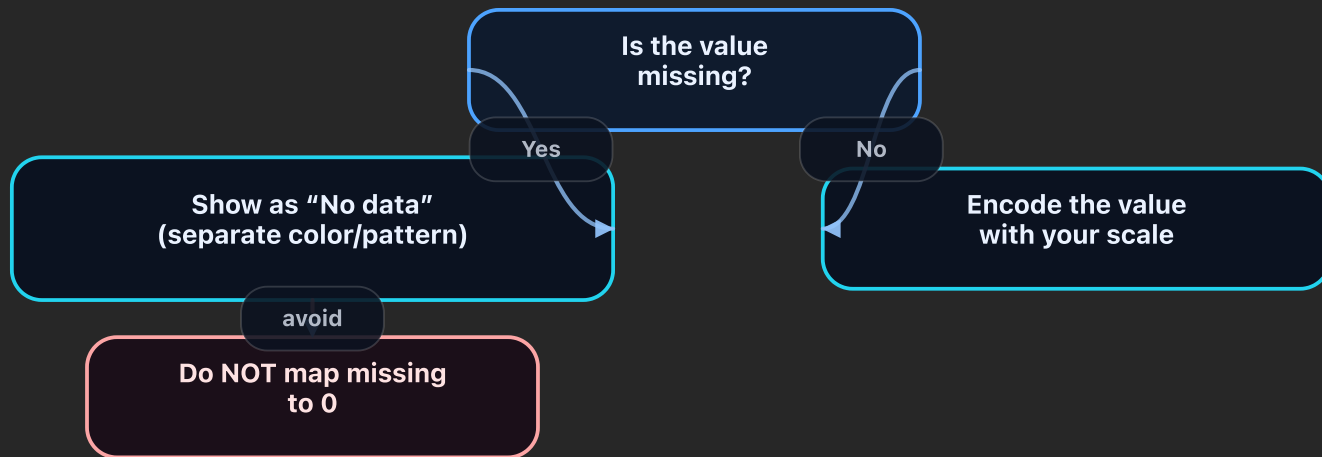 Is the value
missing?
Yes
No
Show as “No data”
(separate color/pattern)
Encode the value
with your scale
avoid
Do NOT map missing
to 0